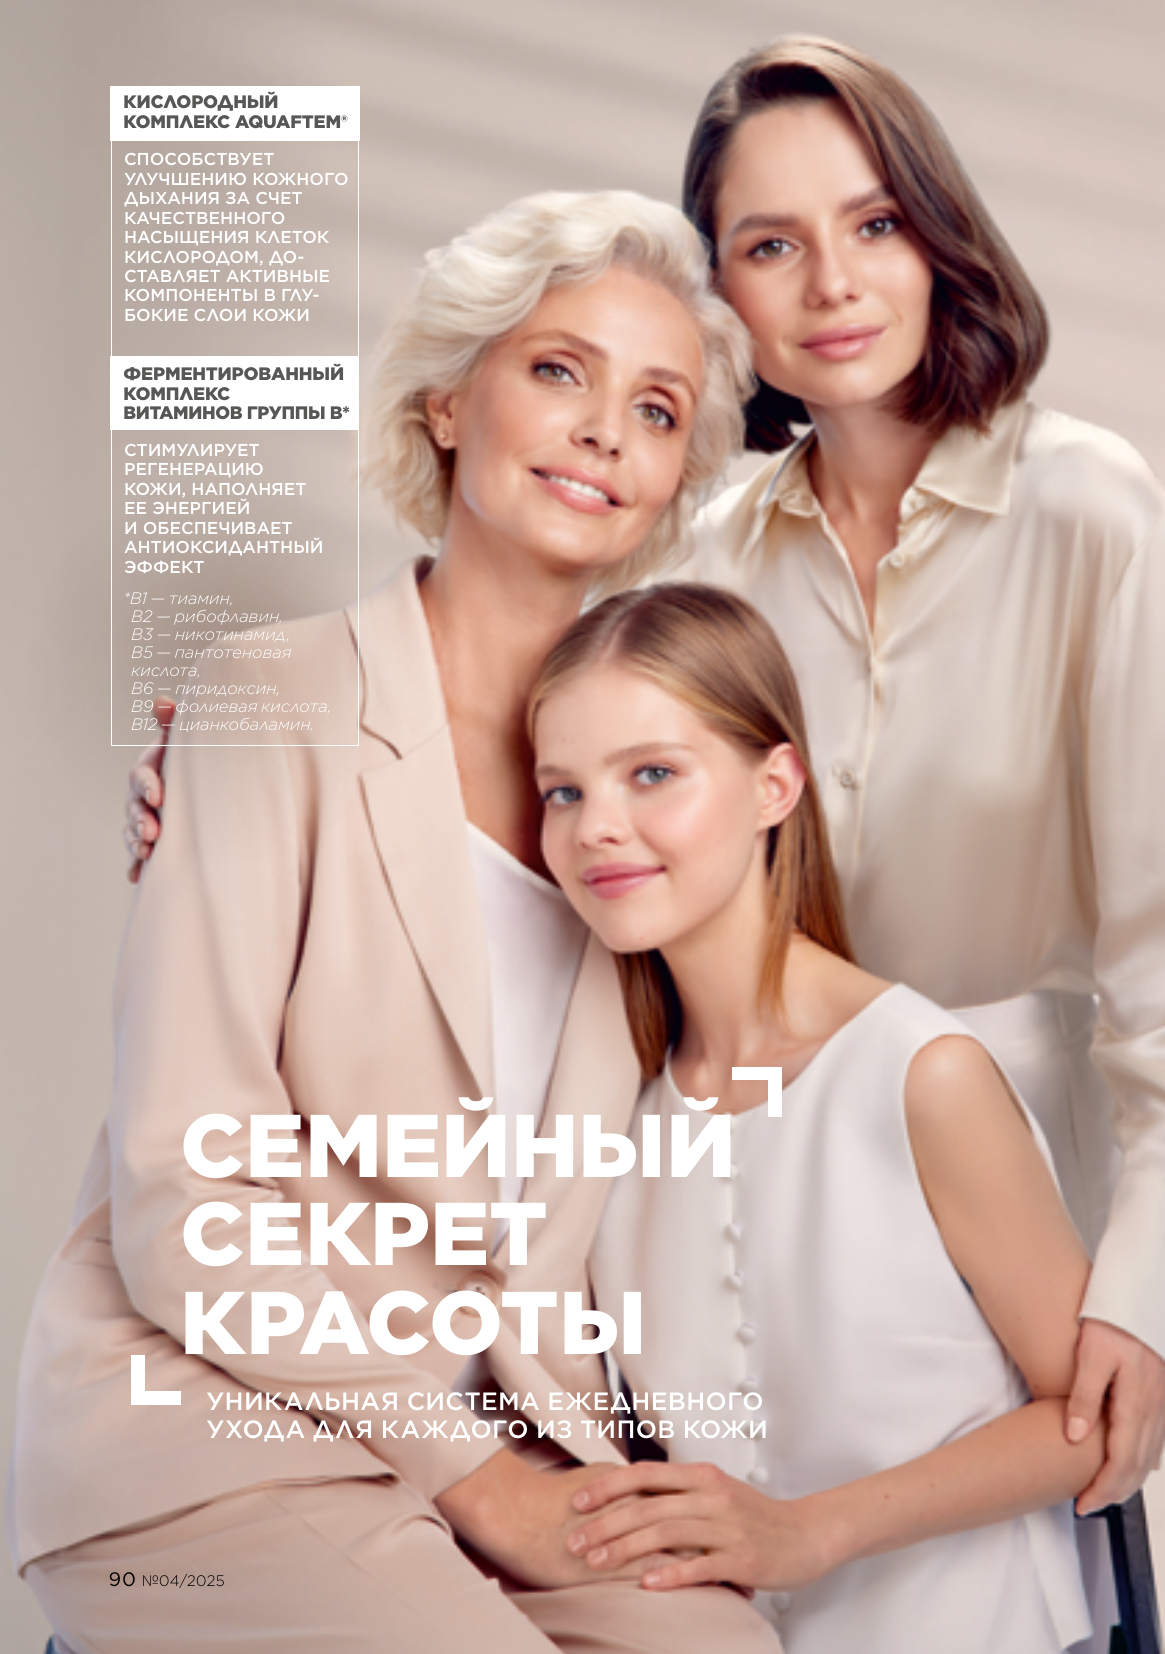 КИСЛОРОДНЫЙ
КОМПЛЕКС AQUAFTEM®
СПОСОБСТВУЕТ
УЛУЧШЕНИЮ КОЖНОГО
ДЫХАНИЯ ЗА СЧЕТ
КАЧЕСТВЕННОГО
НАСЫЩЕНИЯ КЛЕТОК
КИСЛОРОДОМ, ДО-
СТАВЛЯЕТ АКТИВНЫЕ
КОМПОНЕНТЫ В ГЛУ-
БОКИЕ СЛОИ КОЖИ
ФЕРМЕНТИРОВАННЫЙ
КОМПЛЕКС
ВИТАМИНОВ ГРУППЫ В*
СТИМУЛИРУЕТ
РЕГЕНЕРАЦИЮ
КОЖИ, НАПОЛНЯЕТ
ЕЕ ЭНЕРГИЕЙ
И ОБЕСПЕЧИВАЕТ
АНТИОКСИДАНТНЫЙ
ЭФФЕКТ
*В1 — тиамин,
В2 — рибофлавин,
В3 — никотинамид,
В5 — пантотеновая
кислота,
В6 — пиридоксин,
В9 — фолиевая кислота,
В12 — цианкобаламин.
СЕМЕЙНЫЙ
СЕКРЕТ
КРАСОТЫ
УНИКАЛЬНАЯ СИСТЕМА ЕЖЕДНЕВНОГО
УХОДА ДЛЯ КАЖДОГО ИЗ ТИПОВ КОЖИ
90 №04/2025